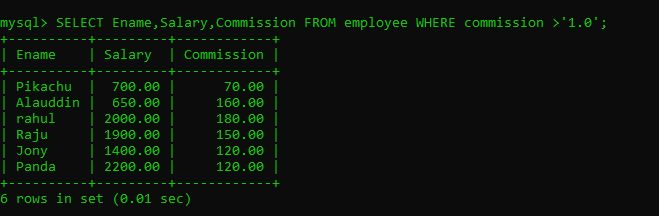 mysql> SELECT Ename,Salary,Commission FROM employee WHERE commission >'1.0';
+----------+---------+------------+
| Ename    | Salary  | Commission |
+----------+---------+------------+
| Pikachu  |  700.00 |      70.00 |
| Alauddin |  650.00 |     160.00 |
| rahul    | 2000.00 |     180.00 |
| Raju     | 1900.00 |     150.00 |
| Jony     | 1400.00 |     120.00 |
| Panda    | 2200.00 |     120.00 |
+----------+---------+------------+
6 rows in set (0.01 sec)